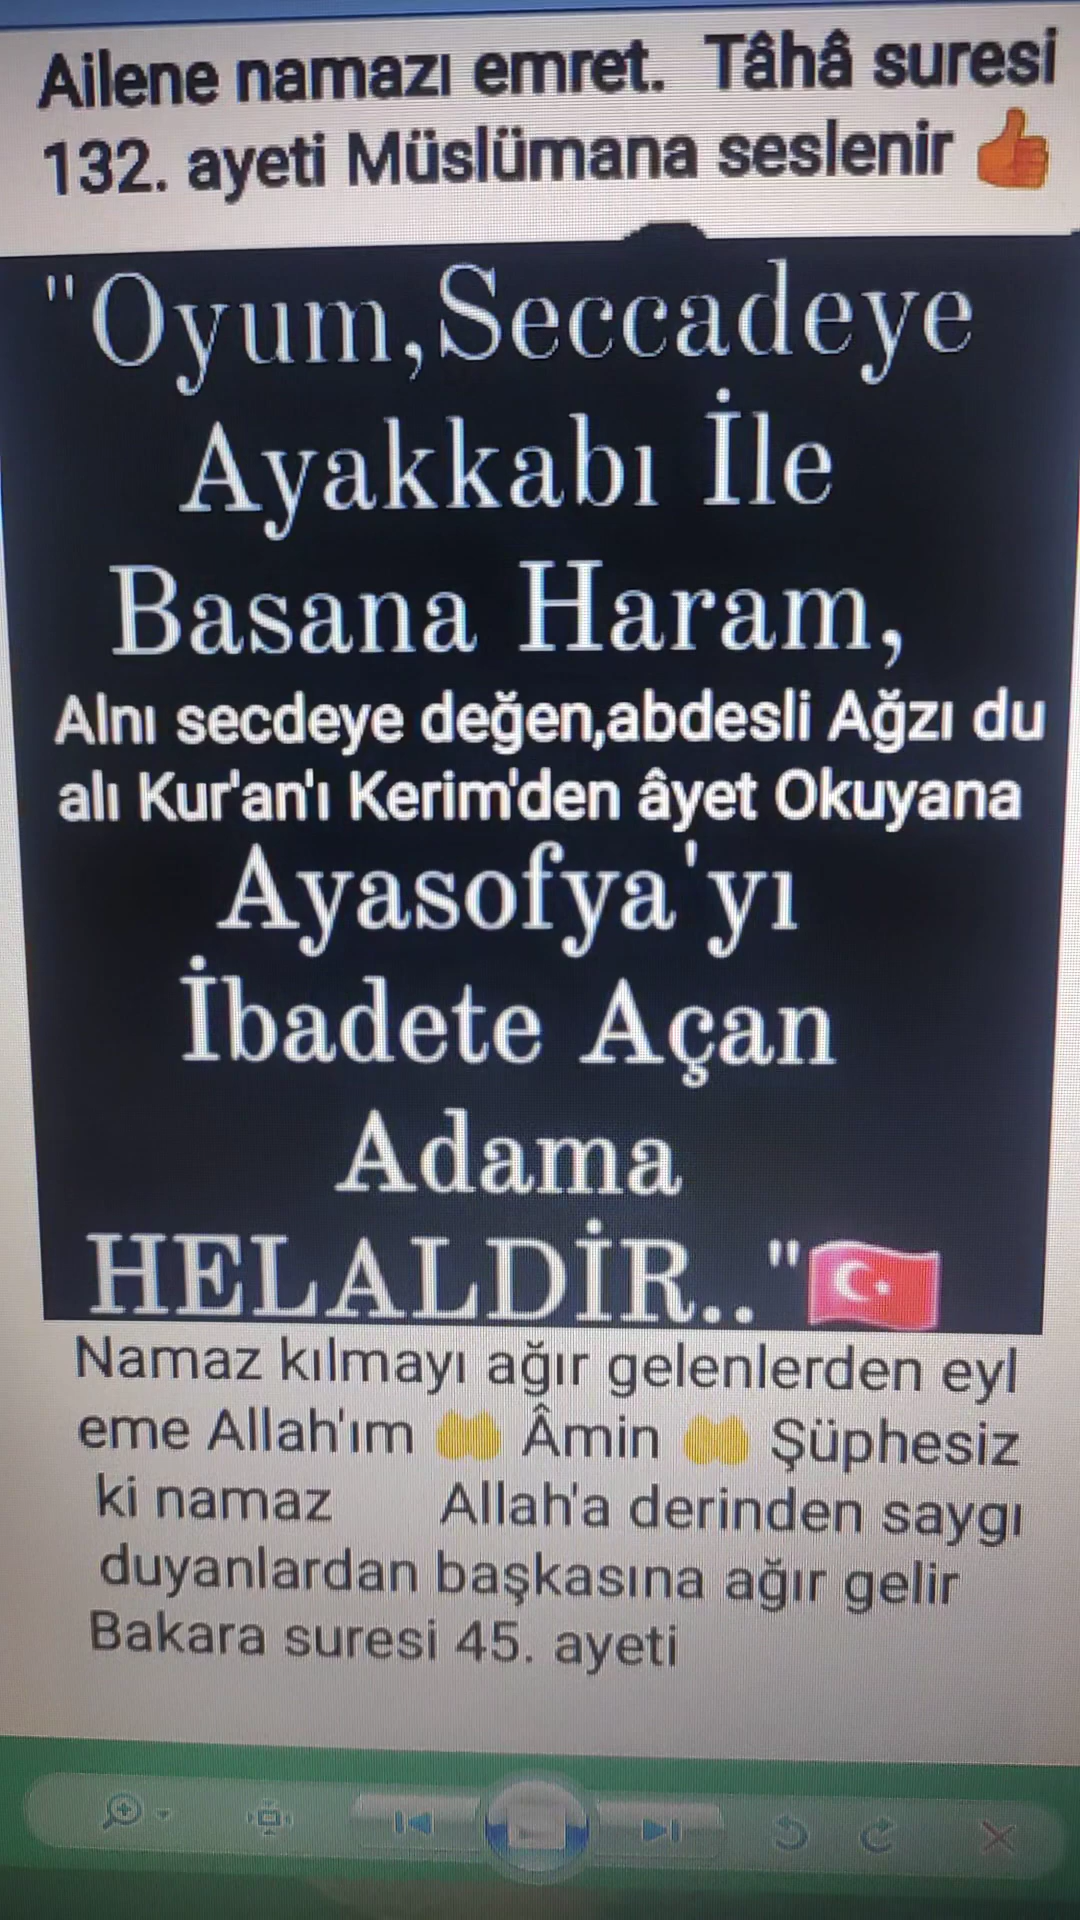 Ailene namazı emret. Tâhâ suresi
132. ayeti Müslümana seslenir 👍
"Oyum,Seccadeye
Ayakkabı İle
Basana Haram,
Alnı secdeye değen,abdesli Ağzı du
alı Kur'an'ı Kerim'den âyet Okuyana
Ayasofya'yı
İbadete Açan
Adama
HELALDİR.."🇹🇷
Namaz kılmayı ağır gelenlerden eyl
eme Allah'ım 🤲 Âmin 🤲 Şüphesiz
ki namaz Allah'a derinden saygı
duyanlardan başkasına ağır gelir
Bakara suresi 45. ayeti